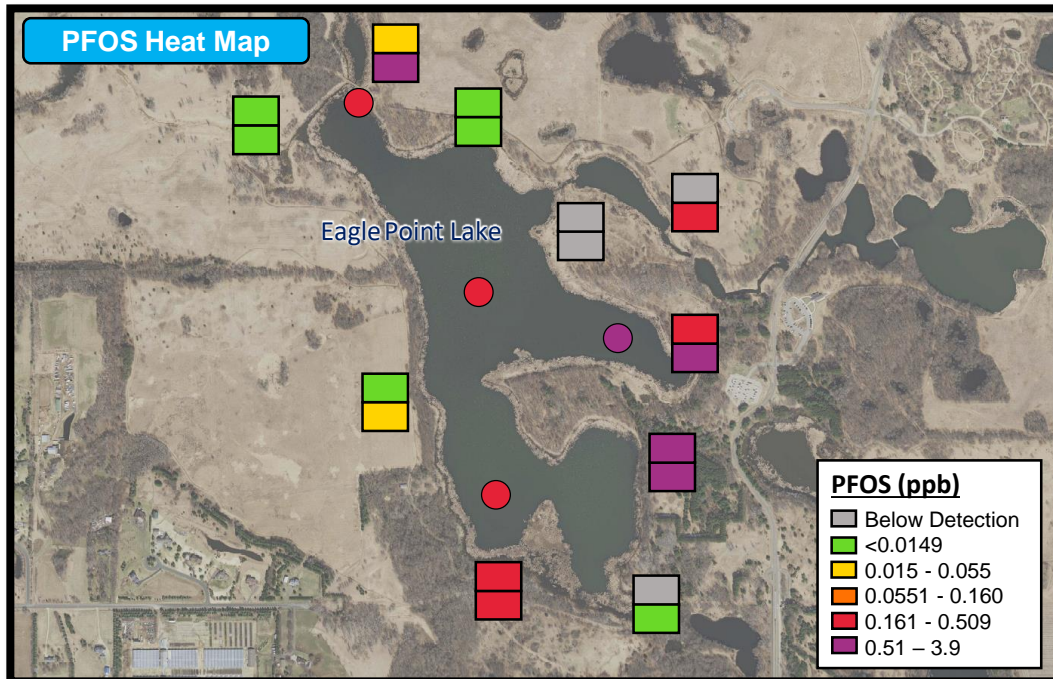 PFOS Heat Map
Eagle Point Lake
PFOS (ppb)
Below Detection
<0.0149
0.015 - 0.055
0.0551 - 0.160
0.161 - 0.509
0.51 – 3.9